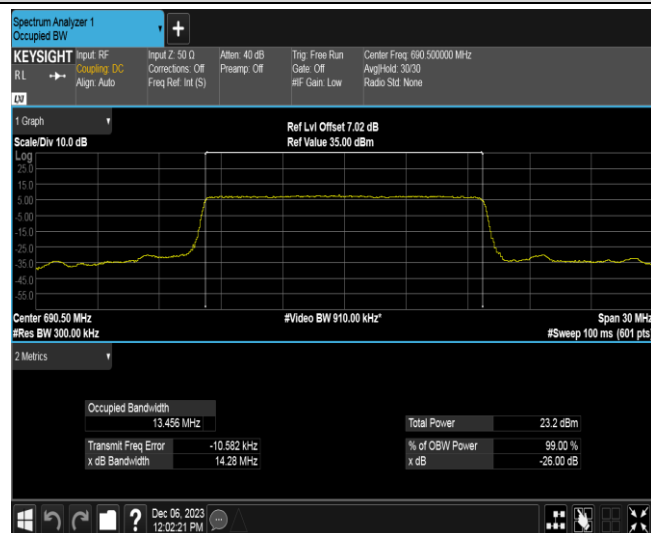 Spectrum Analyzer 1
Occupied BW
KEYSIGHT
RL
LXI
Input: RF
Coupling: DC
Align: Auto
Input Z: 50 Ω
Corrections: Off
Freq Ref: Int (S)
Atten: 40 dB
Preamp: Off
Trig: Free Run
Gate: Off
#IF Gain: Low
Center Freq: 690.500000 MHz
Avg|Hold: 30/30
Radio Std: None
1 Graph
Scale/Div 10.0 dB
Ref Lvl Offset 7.02 dB
Ref Value 35.00 dBm
Log
25.0
15.0
5.00
-5.00
-15.0
-25.0
-35.0
-45.0
-55.0
Center 690.50 MHz
#Res BW 300.00 kHz
#Video BW 910.00 kHz*
Span 30 MHz
#Sweep 100 ms (601 pts)
2 Metrics
Occupied Bandwidth
13.456 MHz
Transmit Freq Error -10.582 kHz
x dB Bandwidth 14.28 MHz
Total Power 23.2 dBm
% of OBW Power 99.00 %
x dB -26.00 dB
?
Dec 06, 2023
12:02:21 PM